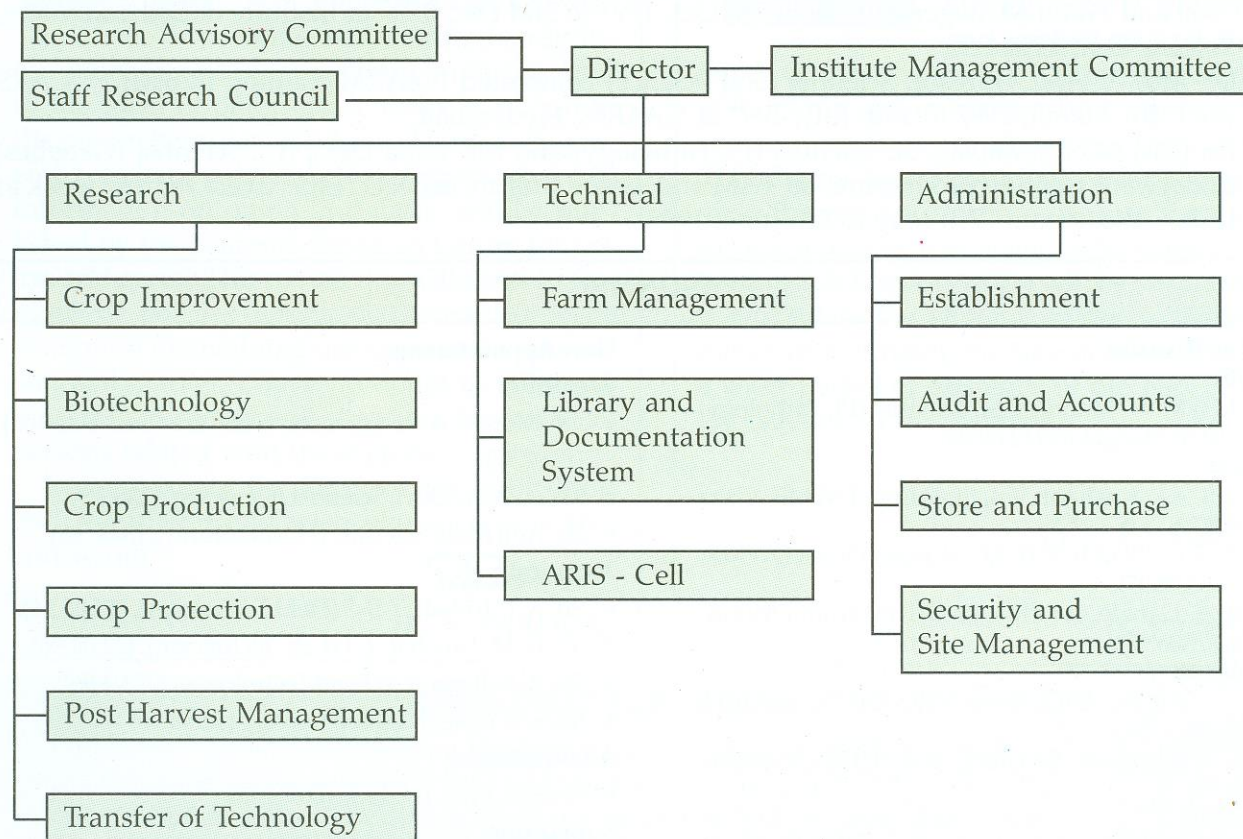 Research Advisory Committee
Staff Research Council
Director
Institute Management Committee
Research
Crop Improvement
Biotechnology
Crop Production
Crop Protection
Post Harvest Management
Transfer of Technology
Technical
Farm Management
Library and
Documentation
System
ARIS - Cell
Administration
Establishment
Audit and Accounts
Store and Purchase
Security and
Site Management